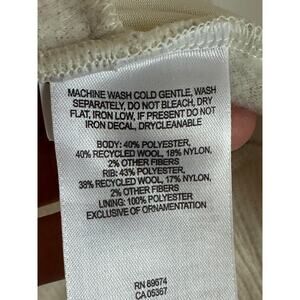 MACHINE WASH COLD GENTLE, WASH
SEPARATELY, DO NOT BLEACH, DRY
FLAT, IRON LOW, IF PRESENT DO NOT
IRON DECAL, DRYCLEANABLE
BODY: 40% POLYESTER,
40% RECYCLED WOOL, 18% NYLON,
2% OTHER FIBERS
RIB: 43% POLYESTER,
38% RECYCLED WOOL, 17% NYLON,
2% OTHER FIBERS
LINING: 100% POLYESTER
EXCLUSIVE OF ORNAMENTATION
RN 89674
CA 05367